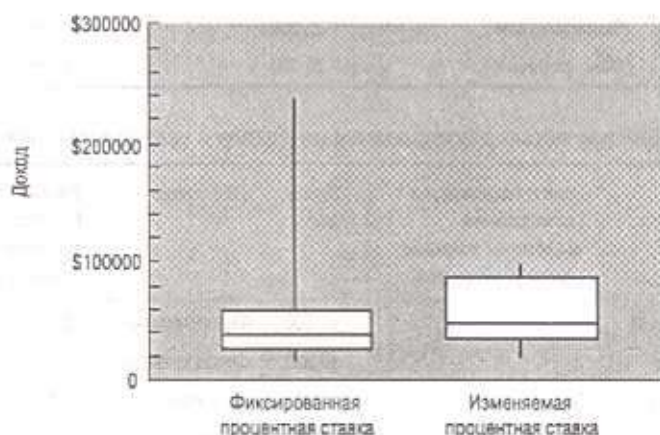 $300000
$200000
$100000
0
Доход
Фиксированная
процентная ставка
Изменяемая
процентная ставка